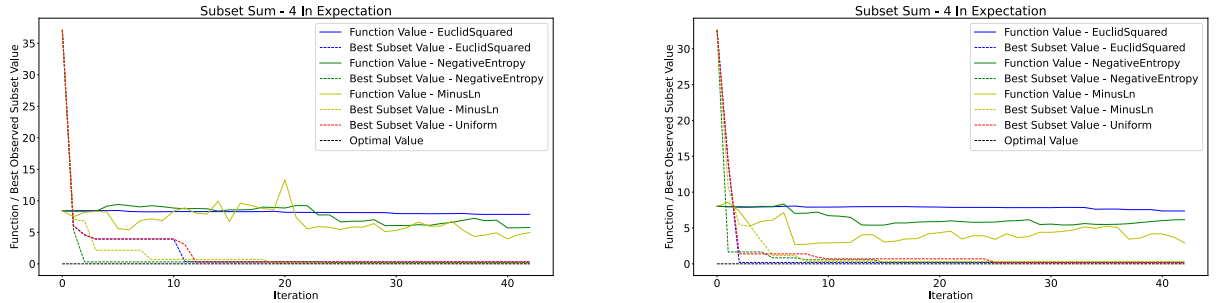 Subset Sum - 4 In Expectation
Function / Best Observed Subset Value
35
30
25
20
15
10
5
0
Function Value - EuclidSquared
Best Subset Value - EuclidSquared
Function Value - NegativeEntropy
Best Subset Value - NegativeEntropy
Function Value - MinusLn
Best Subset Value - MinusLn
Best Subset Value - Uniform
Optimal Value
0 10 20 30 40
Iteration
Subset Sum - 4 In Expectation
Function / Best Observed Subset Value
30
25
20
15
10
5
0
Function Value - EuclidSquared
Best Subset Value - EuclidSquared
Function Value - NegativeEntropy
Best Subset Value - NegativeEntropy
Function Value - MinusLn
Best Subset Value - MinusLn
Best Subset Value - Uniform
Optimal Value
0 10 20 30 40
Iteration